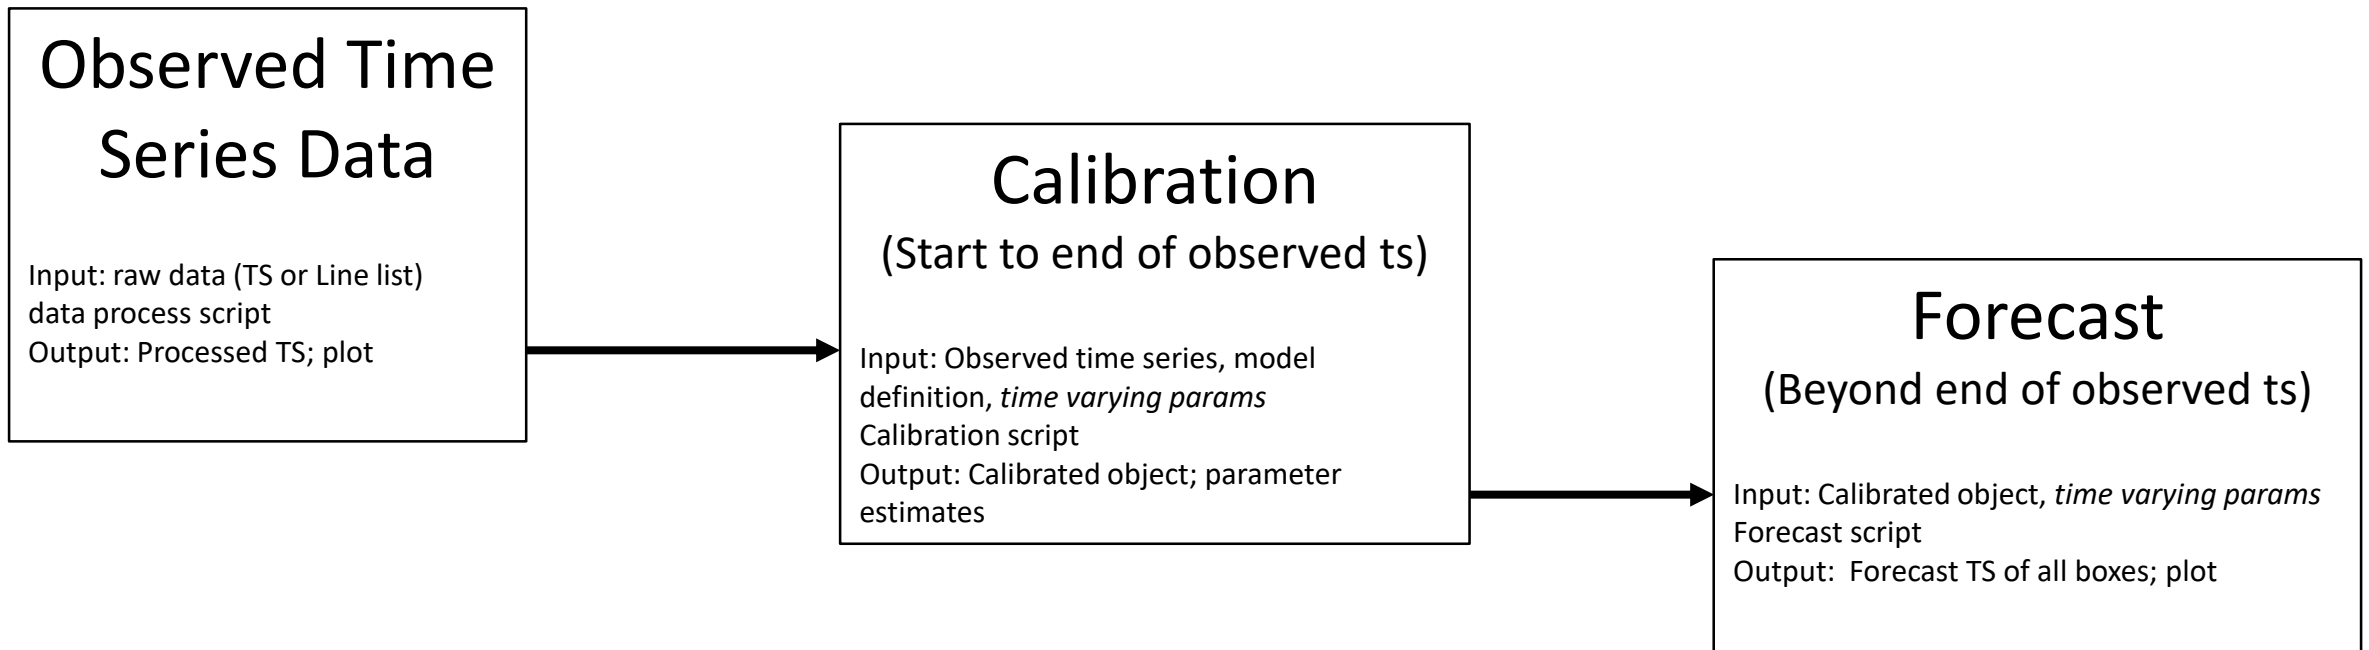 Observed Time
Series Data
Input: raw data (TS or Line list)
data process script
Output: Processed TS; plot
Calibration
(Start to end of observed ts)
Input: Observed time series, model
definition, time varying params
Calibration script
Output: Calibrated object; parameter
estimates
Forecast
(Beyond end of observed ts)
Input: Calibrated object, time varying params
Forecast script
Output:  Forecast TS of all boxes; plot